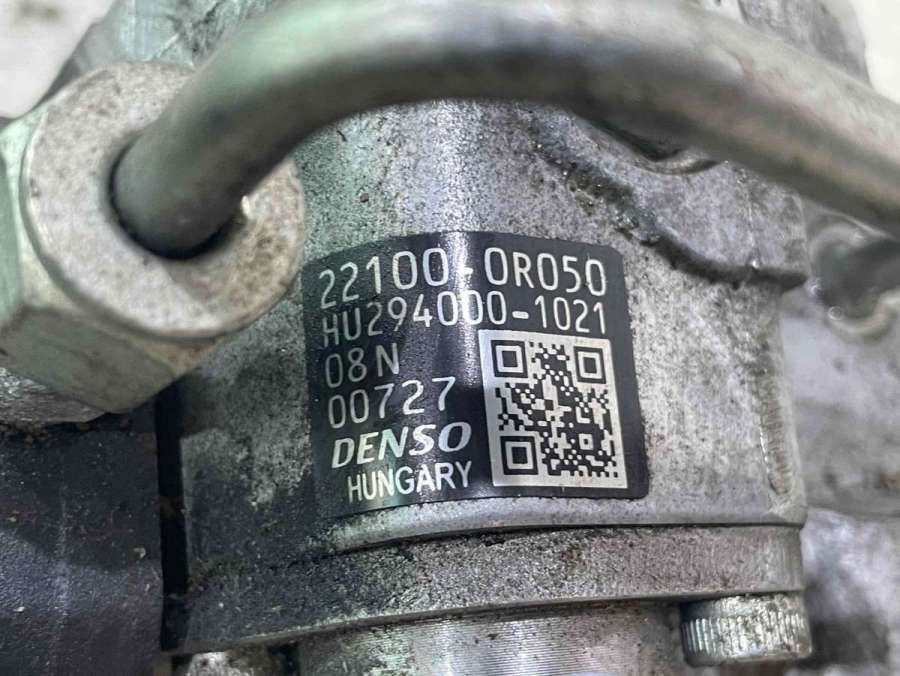 22100-0R050
HU294000-1021
08N
00727
DENSO
HUNGARY